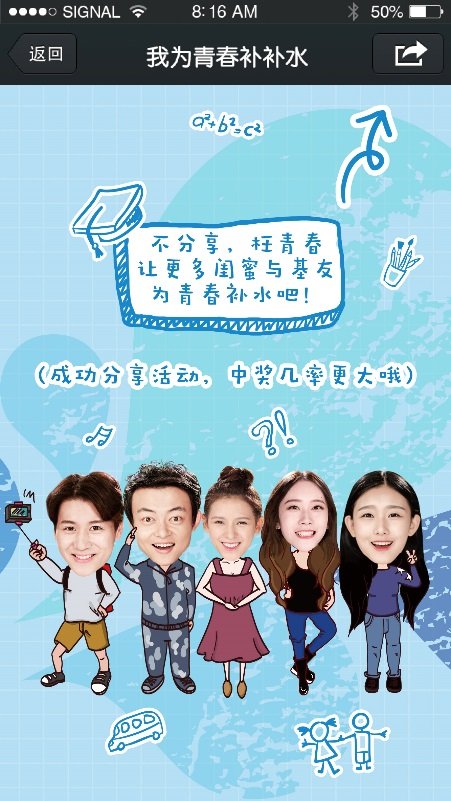 SIGNAL 8:16 AM 50%
返回 我为青春补补水
a²+b²=c²
不分享，枉青春
让更多闺蜜与基友
为青春补水吧！
（成功分享活动，中奖几率更大哦）
?!